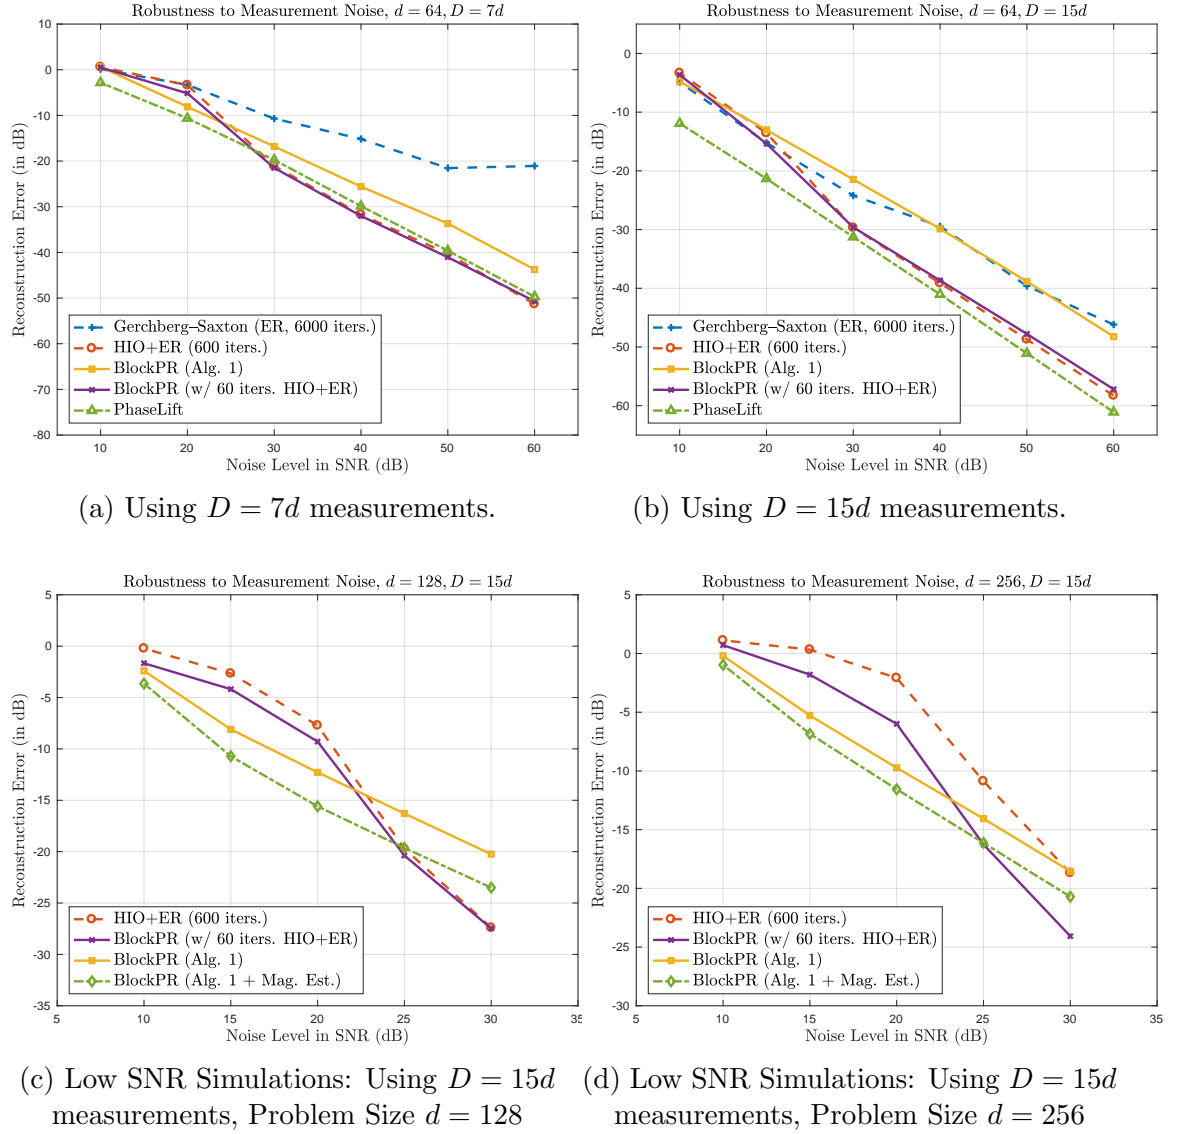 Robustness to Measurement Noise, d = 64, D = 7d
10
0
-10
-20
-30
-40
-50
-60
-70
-80
Reconstruction Error (in dB)
Gerchberg–Saxton (ER, 6000 iters.)
HIO+ER (600 iters.)
BlockPR (Alg. 1)
BlockPR (w/ 60 iters. HIO+ER)
PhaseLift
10 20 30 40 50 60
Noise Level in SNR (dB)
(a) Using D = 7d measurements.
Robustness to Measurement Noise, d = 64, D = 15d
0
-10
-20
-30
-40
-50
-60
Reconstruction Error (in dB)
Gerchberg–Saxton (ER, 6000 iters.)
HIO+ER (600 iters.)
BlockPR (Alg. 1)
BlockPR (w/ 60 iters. HIO+ER)
PhaseLift
10 20 30 40 50 60
Noise Level in SNR (dB)
(b) Using D = 15d measurements.
Robustness to Measurement Noise, d = 128, D = 15d
5
0
-5
-10
-15
-20
-25
-30
-35
Reconstruction Error (in dB)
HIO+ER (600 iters.)
BlockPR (w/ 60 iters. HIO+ER)
BlockPR (Alg. 1)
BlockPR (Alg. 1 + Mag. Est.)
5 10 15 20 25 30 35
Noise Level in SNR (dB)
(c) Low SNR Simulations: Using D = 15d
measurements, Problem Size d = 128
Robustness to Measurement Noise, d = 256, D = 15d
5
0
-5
-10
-15
-20
-25
-30
Reconstruction Error (in dB)
HIO+ER (600 iters.)
BlockPR (w/ 60 iters. HIO+ER)
BlockPR (Alg. 1)
BlockPR (Alg. 1 + Mag. Est.)
5 10 15 20 25 30 35
Noise Level in SNR (dB)
(d) Low SNR Simulations: Using D = 15d
measurements, Problem Size d = 256